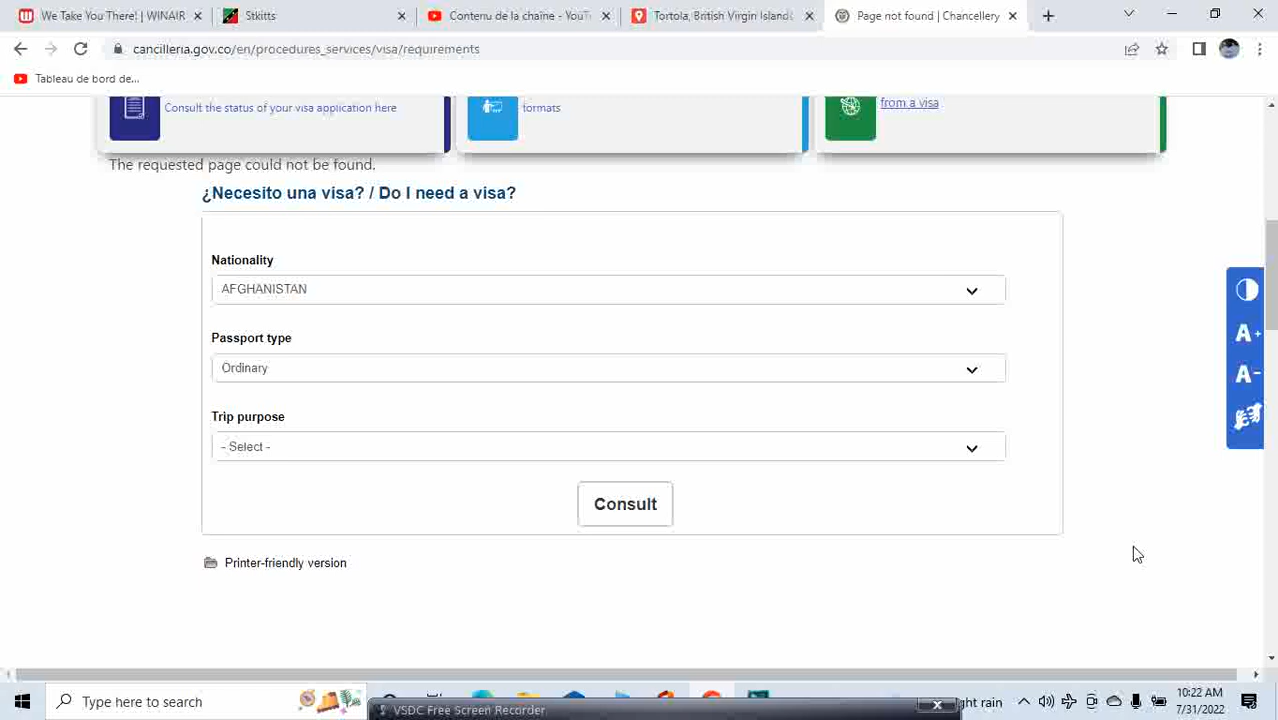 We Take You There! | WINAIR
Stkitts
Contenu de la chaîne - YouT
Tortola, British Virgin Islands
Page not found | Chancellery
cancilleria.gov.co/en/procedures_services/visa/requirements
Tableau de bord de...
Consult the status of your visa application here
formats
from a visa
The requested page could not be found.
¿Necesito una visa? / Do I need a visa?
Nationality
AFGHANISTAN
Passport type
Ordinary
Trip purpose
- Select -
Consult
Printer-friendly version
A+
A-
Type here to search
VSDC Free Screen Recorder
ght rain
10:22 AM
7/31/2022